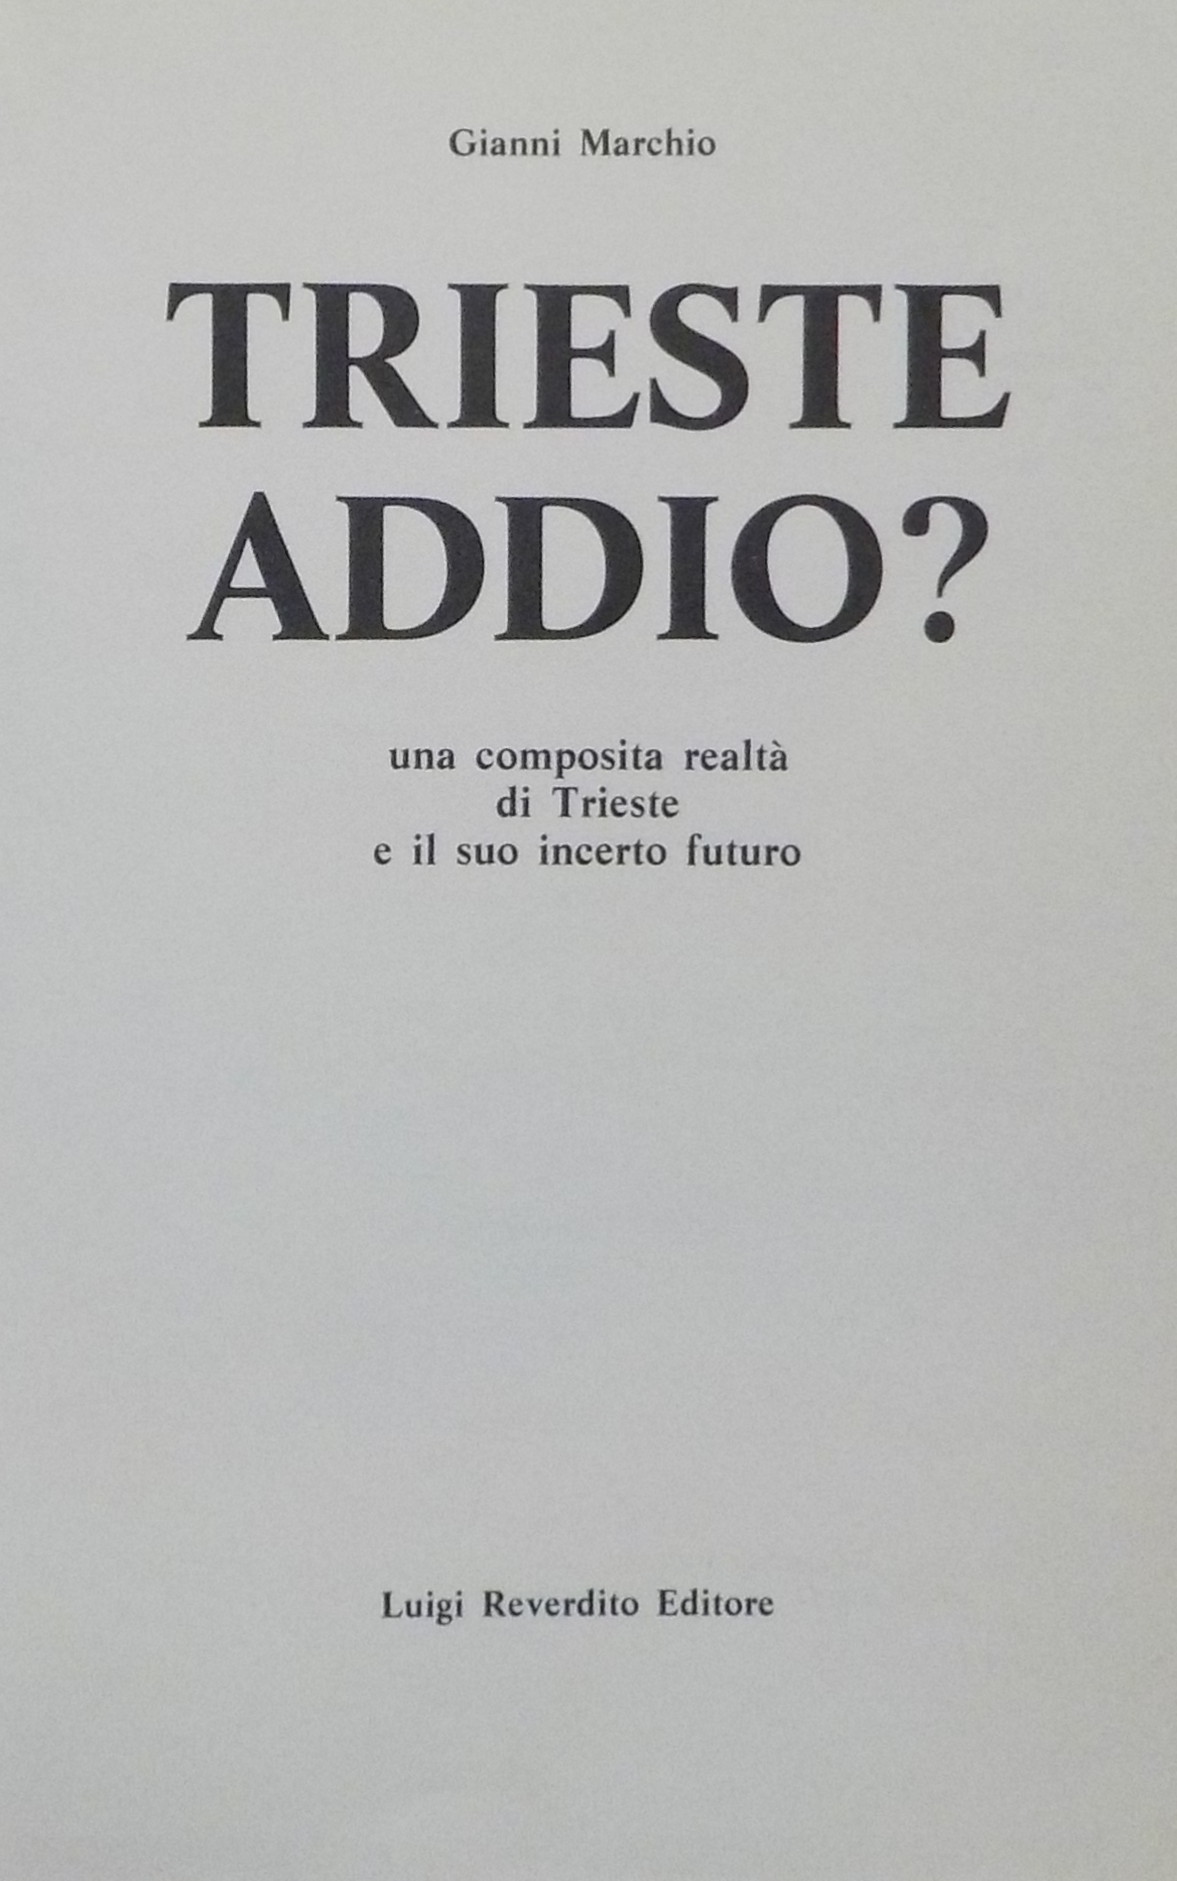 Gianni Marchio
TRIESTE
ADDIO?
una composita realtà
di Trieste
e il suo incerto futuro
Luigi Reverdito Editore